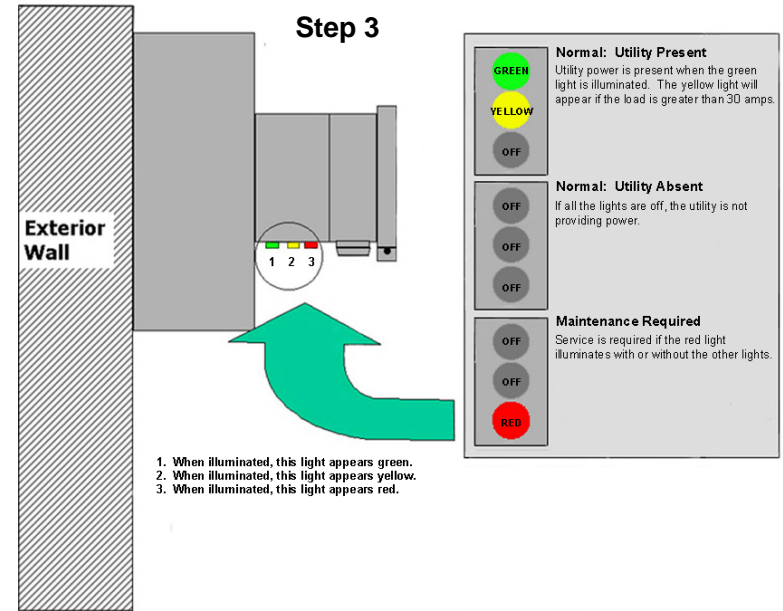 Step 3
Exterior
Wall
1 2 3
1. When illuminated, this light appears green.
2. When illuminated, this light appears yellow.
3. When illuminated, this light appears red.
GREEN
YELLOW
OFF
Normal: Utility Present
Utility power is present when the green
light is illuminated. The yellow light will
appear if the load is greater than 30 amps.
OFF
OFF
OFF
Normal: Utility Absent
If all the lights are off, the utility is not
providing power.
OFF
OFF
RED
Maintenance Required
Service is required if the red light
illuminates with or without the other lights.